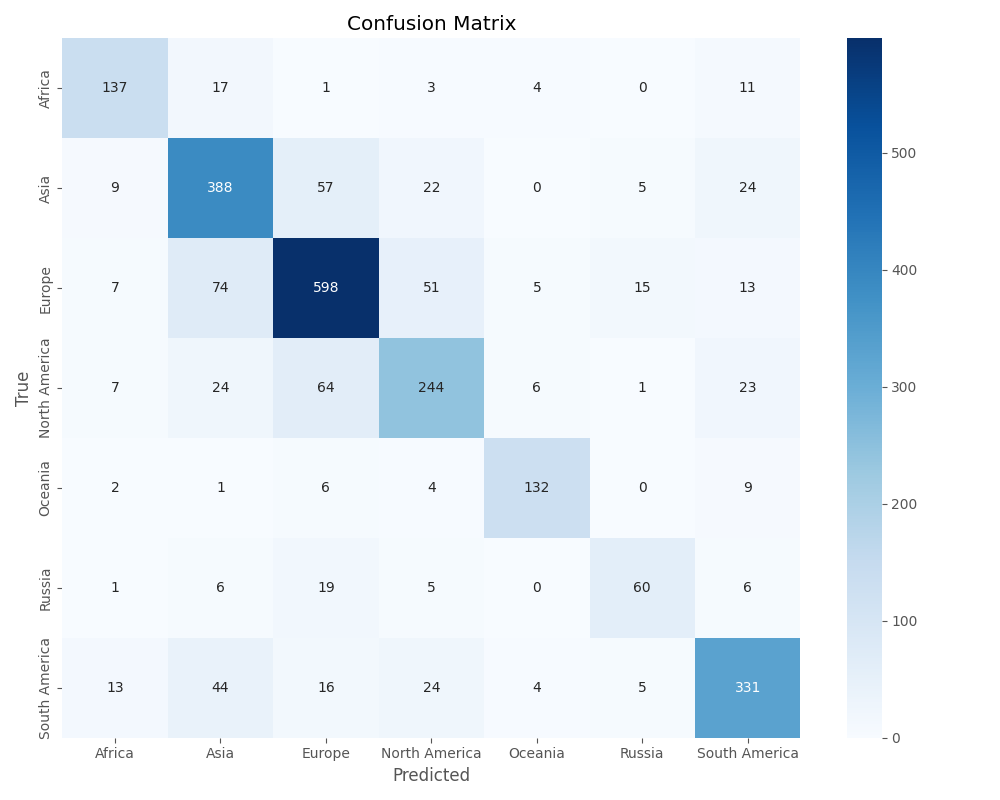 Confusion Matrix
Africa 137 17 1 3 4 0 11
Asia 9 388 57 22 0 5 24
Europe 7 74 598 51 5 15 13
North America 7 24 64 244 6 1 23
Oceania 2 1 6 4 132 0 9
Russia 1 6 19 5 0 60 6
South America 13 44 16 24 4 5 331
True
Africa Asia Europe North America Oceania Russia South America
Predicted
500
400
300
200
100
0